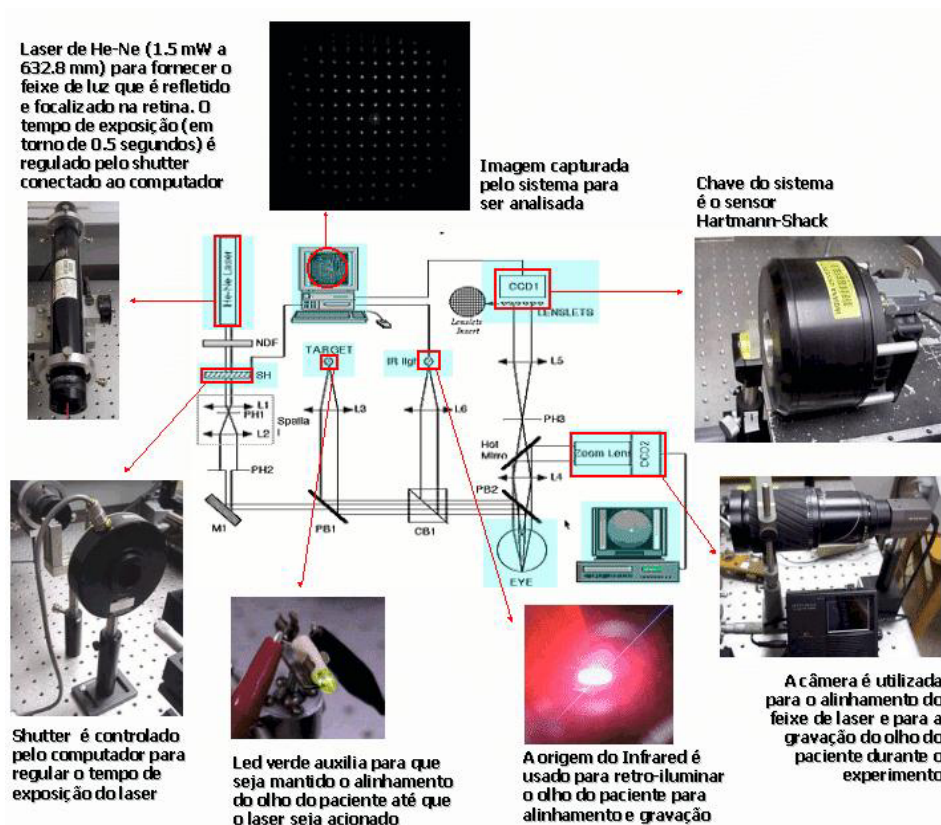 Laser de He-Ne (1.5 mW a
632.8 mm) para fornecer o
feixe de luz que é refletido
e focalizado na retina. O
tempo de exposição (em
torno de 0.5 segundos) é
regulado pelo shutter
conectado ao computador
Imagem capturada
pelo sistema para
ser analisada
Chave do sistema
é o sensor
Hartmann-Shack
He-Ne Laser
NDF
SH
L1
PH1
L2
PH2
M1
TARGET
L3
PB1
IR light
L6
CB1
Lenslets
Insert
CCD1
LENSLETS
L5
PH3
Hot
Mirro
Zoom Lens
CCD2
L4
PB2
EYE
Shutter é controlado
pelo computador para
regular o tempo de
exposição do laser
Led verde auxilia para que
seja mantido o alinhamento
do olho do paciente até que
o laser seja acionado
A origem do Infrared é
usado para retro-iluminar
o olho do paciente para
alinhamento e gravação
A câmera é utilizada
para o alinhamento do
feixe de laser e para a
gravação do olho do
paciente durante o
experimento